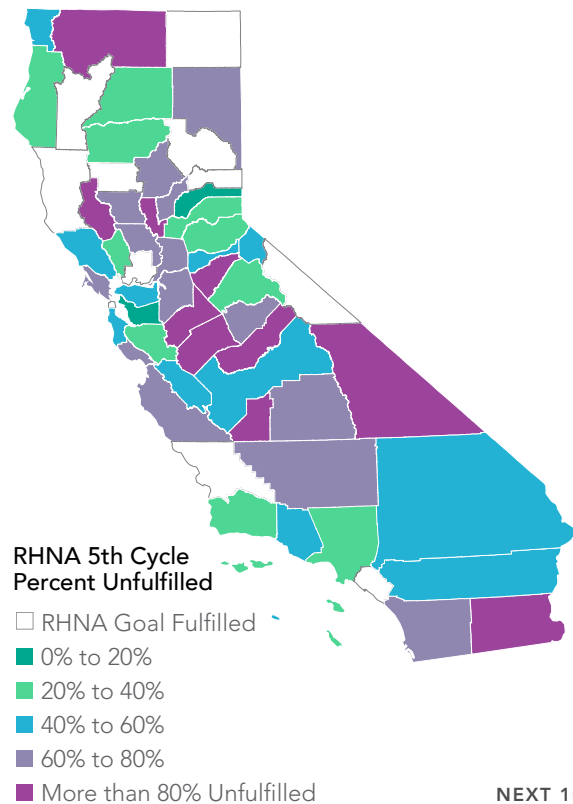 RHNA 5th Cycle
Percent Unfulfilled
RHNA Goal Fulfilled
0% to 20%
20% to 40%
40% to 60%
60% to 80%
More than 80% Unfulfilled
NEXT 1